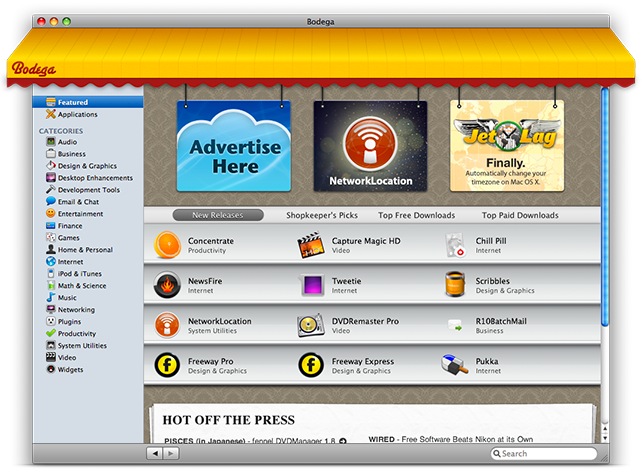 Bodega
Bodega
Featured
Applications
CATEGORIES
Audio
Business
Design & Graphics
Desktop Enhancements
Development Tools
Email & Chat
Entertainment
Finance
Games
Home & Personal
Internet
iPod & iTunes
Math & Science
Music
Networking
Plugins
Productivity
System Utilities
Video
Widgets
Advertise
Here
NetworkLocation
Jet Lag
Finally.
Automatically change your
timezone on Mac OS X.
New Releases Shopkeeper's Picks Top Free Downloads Top Paid Downloads
Concentrate
Productivity
Capture Magic HD
Video
Chill Pill
Internet
NewsFire
Internet
Tweetie
Internet
Scribbles
Design & Graphics
NetworkLocation
System Utilities
DVDRemaster Pro
Video
R10BatchMail
Business
Freeway Pro
Design & Graphics
Freeway Express
Design & Graphics
Pukka
Internet
HOT OFF THE PRESS
PISCES (in Japanese) - fennel DVDManager 1.8
WIRED - Free Software Beats Nikon at its Own
Search